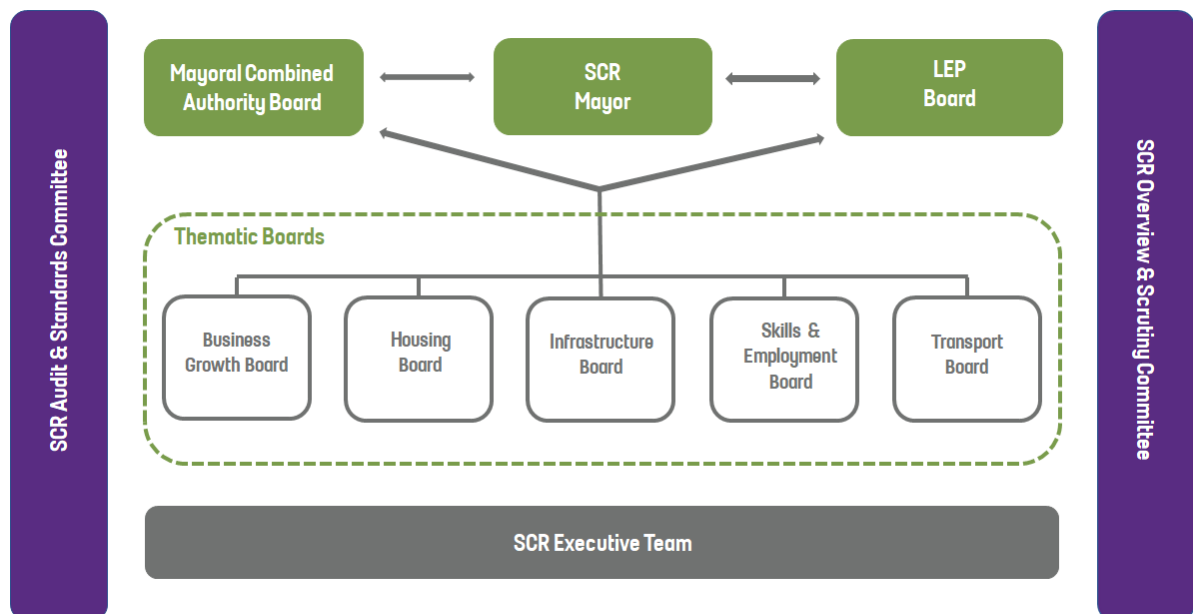 SCR Audit & Standards Committee
Mayoral Combined
Authority Board
SCR
Mayor
LEP
Board
Thematic Boards
Business
Growth Board
Housing
Board
Infrastructure
Board
Skills & 
Employment
Board
Transport
Board
SCR Executive Team
SCR Overview & Scrutiny Committee